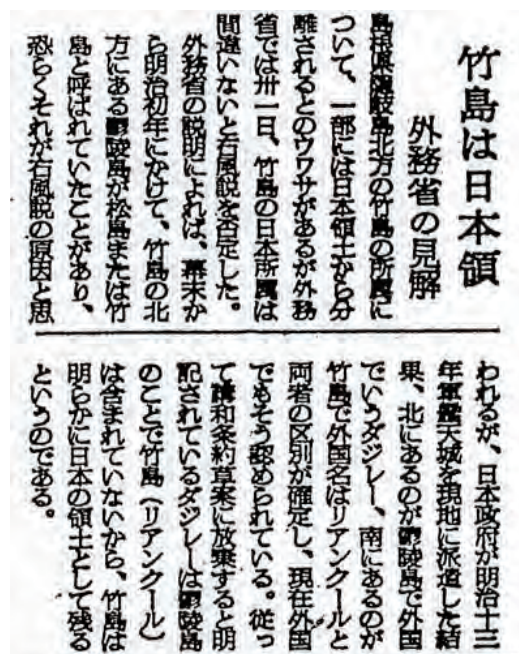 竹島は日本領
外務省の見解
島根県隠岐島北方の竹島の所属に
ついて、一部には日本領土から分
離されるとのウワサがあるが外務
省では卅一日、竹島の日本所属は
間違いないと右風説を否定した。
外務省の説明によれば、幕末か
ら明治初年にかけて、竹島の北
方にある鬱陵島が松島または竹
島と呼ばれていたことがあり、
恐らくそれが右風説の原因と思
われるが、日本政府が明治十三
年軍艦天城を現地に派遣した結
果、北にあるのが鬱陵島で外国
でいうダジレー、南にあるのが
竹島で外国名はリアンクールと
両者の区別が確定し、現在外国
でもそう認められている。従っ
て講和条約草案に放棄すると明
記されているダジレーは鬱陵島
のことで竹島(リアンクール)
は含まれていないから、竹島は
明らかに日本の領土として残る
というのである。